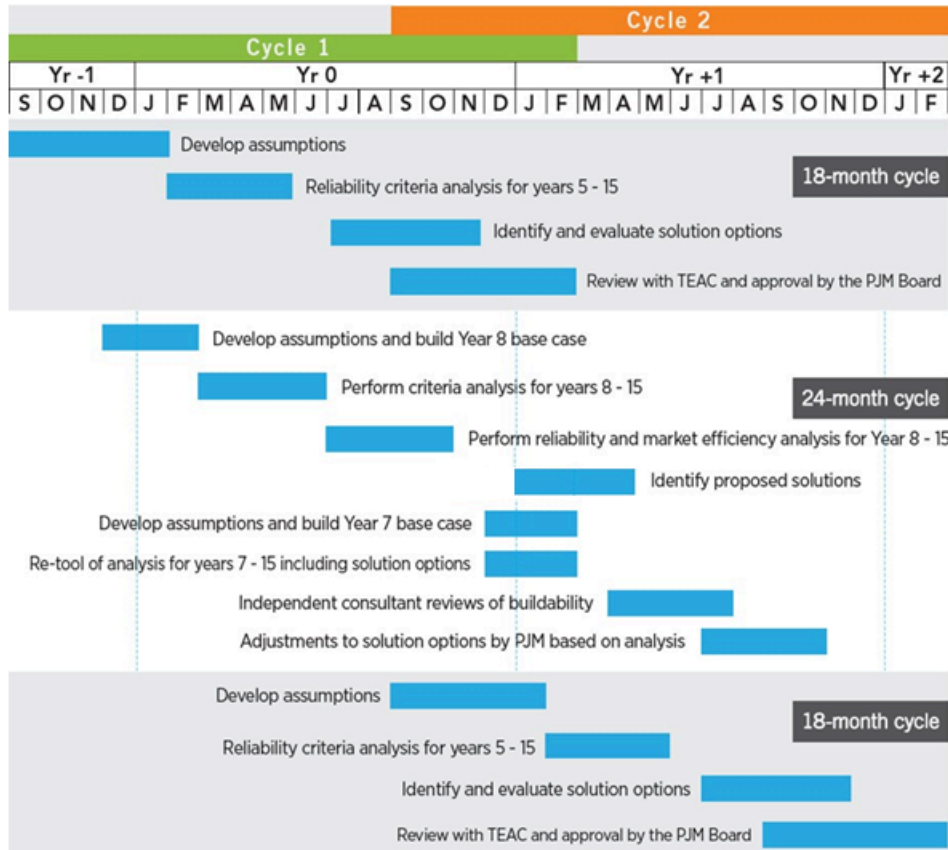 Cycle 2
Cycle 1
Yr -1 Yr 0 Yr +1 Yr +2
S O N D J F M A M J J A S O N D J F M A M J J A S O N D J F
Develop assumptions
18-month cycle
Reliability criteria analysis for years 5 - 15
Identify and evaluate solution options
Review with TEAC and approval by the PJM Board
Develop assumptions and build Year 8 base case
Perform criteria analysis for years 8 - 15
24-month cycle
Perform reliability and market efficiency analysis for Year 8 - 15
Identify proposed solutions
Develop assumptions and build Year 7 base case
Re-tool of analysis for years 7 - 15 including solution options
Independent consultant reviews of buildability
Adjustments to solution options by PJM based on analysis
Develop assumptions
18-month cycle
Reliability criteria analysis for years 5 - 15
Identify and evaluate solution options
Review with TEAC and approval by the PJM Board